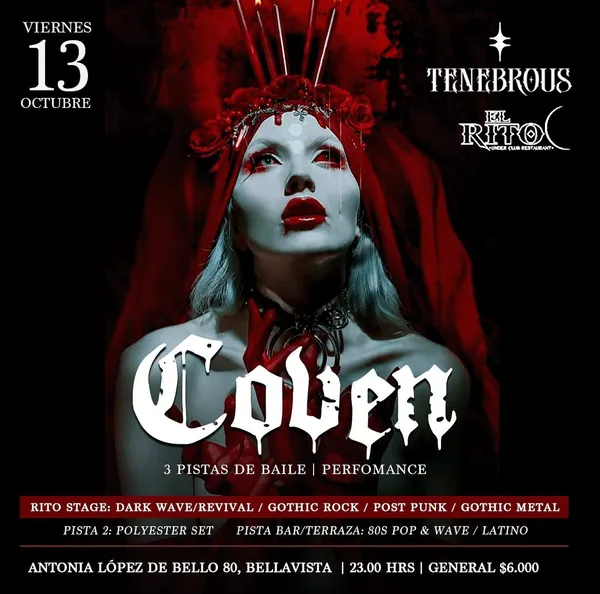 VIERNES
13
OCTUBRE
TENEBROUS
EL
RITO
UNDER CLUB RESTAURANT
Coven
3 PISTAS DE BAILE | PERFOMANCE
RITO STAGE: DARK WAVE/REVIVAL / GOTHIC ROCK / POST PUNK / GOTHIC METAL
PISTA 2: POLYESTER SET PISTA BAR/TERRAZA: 80S POP & WAVE / LATINO
ANTONIA LÓPEZ DE BELLO 80, BELLAVISTA | 23.00 HRS | GENERAL $6.000